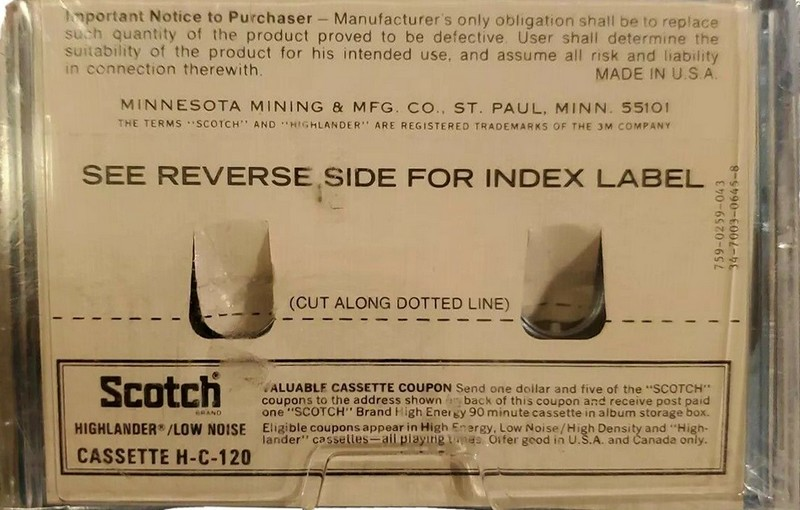 Important Notice to Purchaser – Manufacturer's only obligation shall be to replace
such quantity of the product proved to be defective. User shall determine the
suitability of the product for his intended use, and assume all risk and liability
in connection therewith. MADE IN U.S.A.
MINNESOTA MINING & MFG. CO., ST. PAUL, MINN. 55101
THE TERMS "SCOTCH" AND "HIGHLANDER" ARE REGISTERED TRADEMARKS OF THE 3M COMPANY
SEE REVERSE SIDE FOR INDEX LABEL
759-0259-043
34-7003-0645-8
(CUT ALONG DOTTED LINE)
Scotch®
BRAND
HIGHLANDER®/LOW NOISE
CASSETTE H-C-120
VALUABLE CASSETTE COUPON Send one dollar and five of the "SCOTCH"
coupons to the address shown back of this coupon and receive post paid
one "SCOTCH" Brand High Energy 90 minute cassette in album storage box.
Eligible coupons appear in High Energy, Low Noise/High Density and "High-
lander" cassettes—all playing times. Offer good in U.S.A. and Canada only.